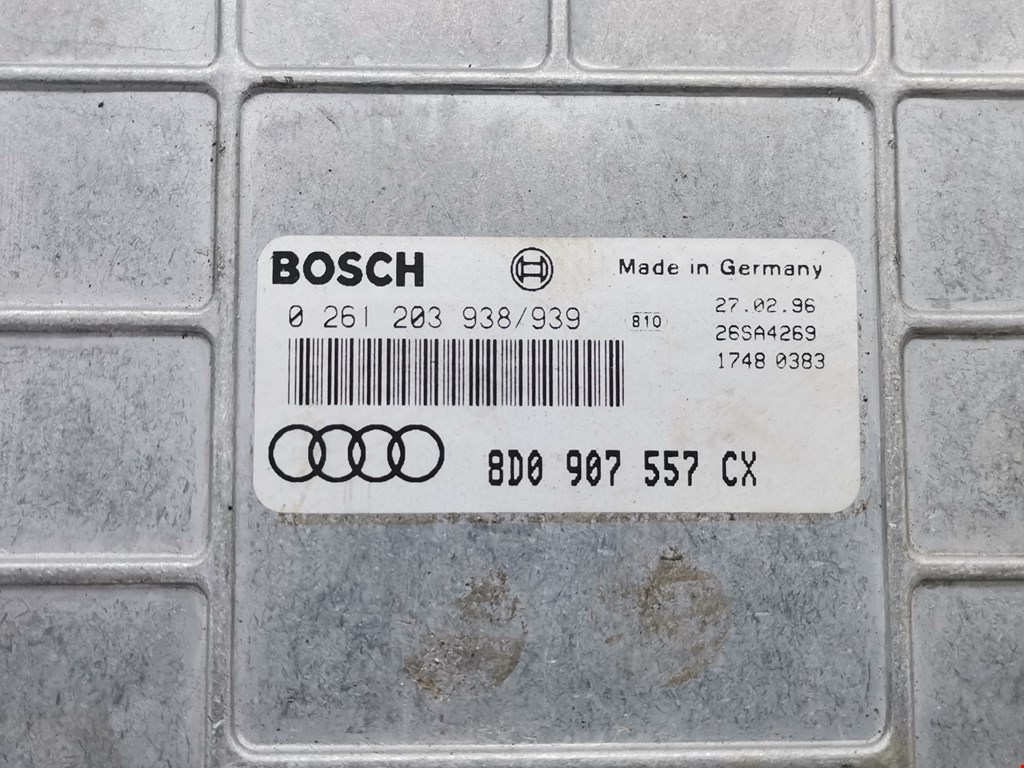 BOSCH
Made in Germany
0 261 203 938/939
810
27.02.96
26SA4269
1748 0383
8D0 907 557 CX